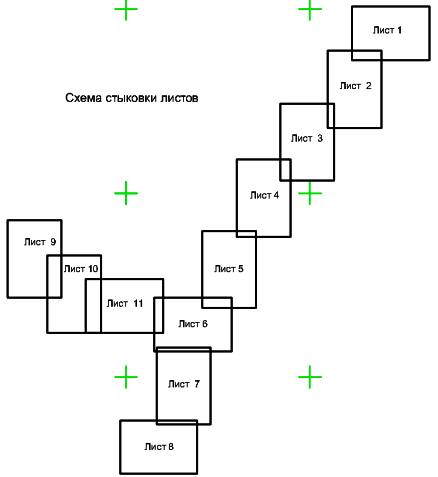 Лист 1
Лист 2
Схема стыковки листов
Лист 3
Лист 4
Лист 9
Лист 10
Лист 5
Лист 11
Лист 6
Лист 7
Лист 8